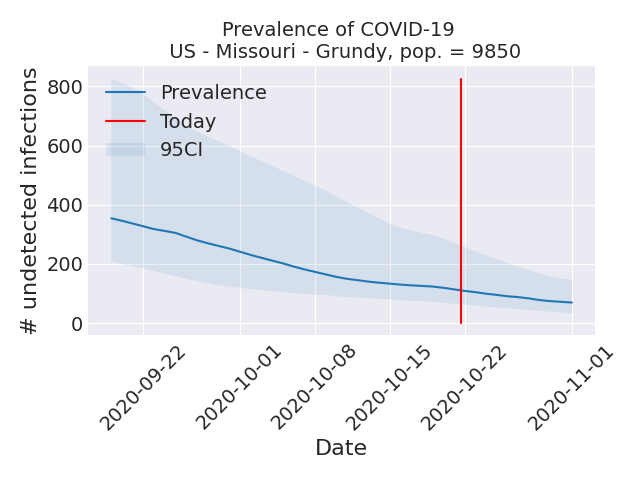 Prevalence of COVID-19
US - Missouri - Grundy, pop. = 9850
# undetected infections
800
600
400
200
0
Prevalence
Today
95CI
2020-09-22
2020-10-01
2020-10-08
2020-10-15
2020-10-22
2020-11-01
Date